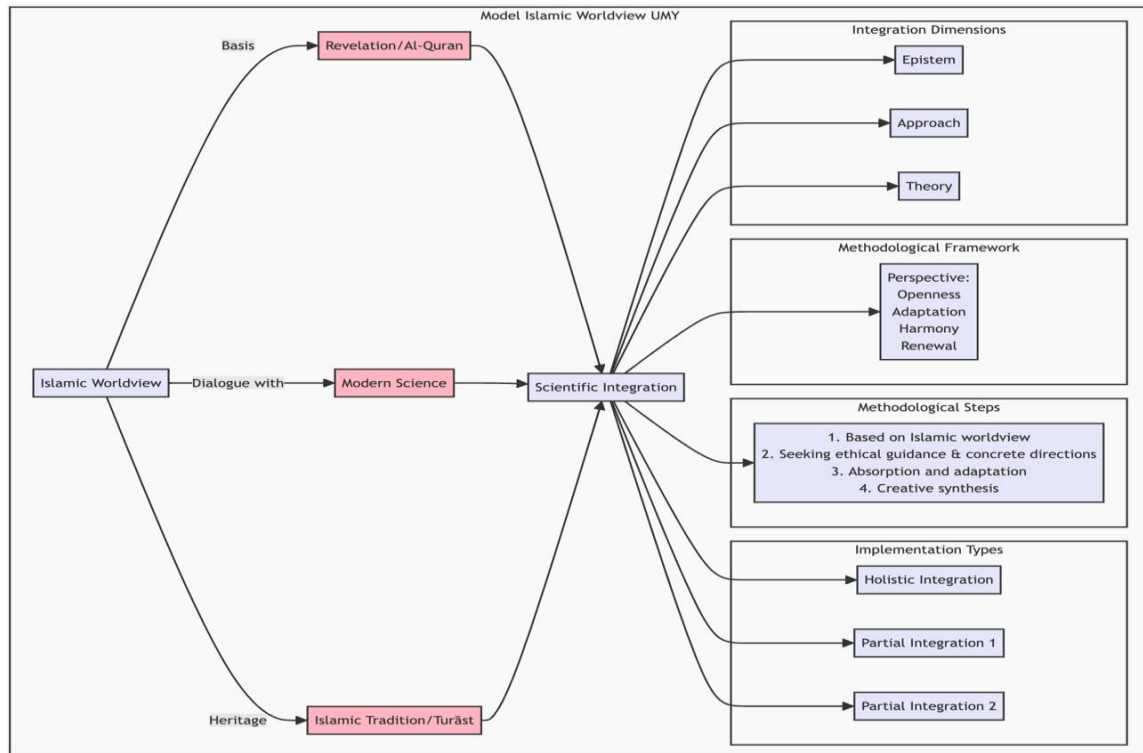 Model Islamic Worldview UMY
Basis
Revelation/Al-Quran
Islamic Worldview
Dialogue with
Modern Science
Heritage
Islamic Tradition/Turāst
Scientific Integration
Integration Dimensions
Epistem
Approach
Theory
Methodological Framework
Perspective:
Openness
Adaptation
Harmony
Renewal
Methodological Steps
1. Based on Islamic worldview
2. Seeking ethical guidance & concrete directions
3. Absorption and adaptation
4. Creative synthesis
Implementation Types
Holistic Integration
Partial Integration 1
Partial Integration 2